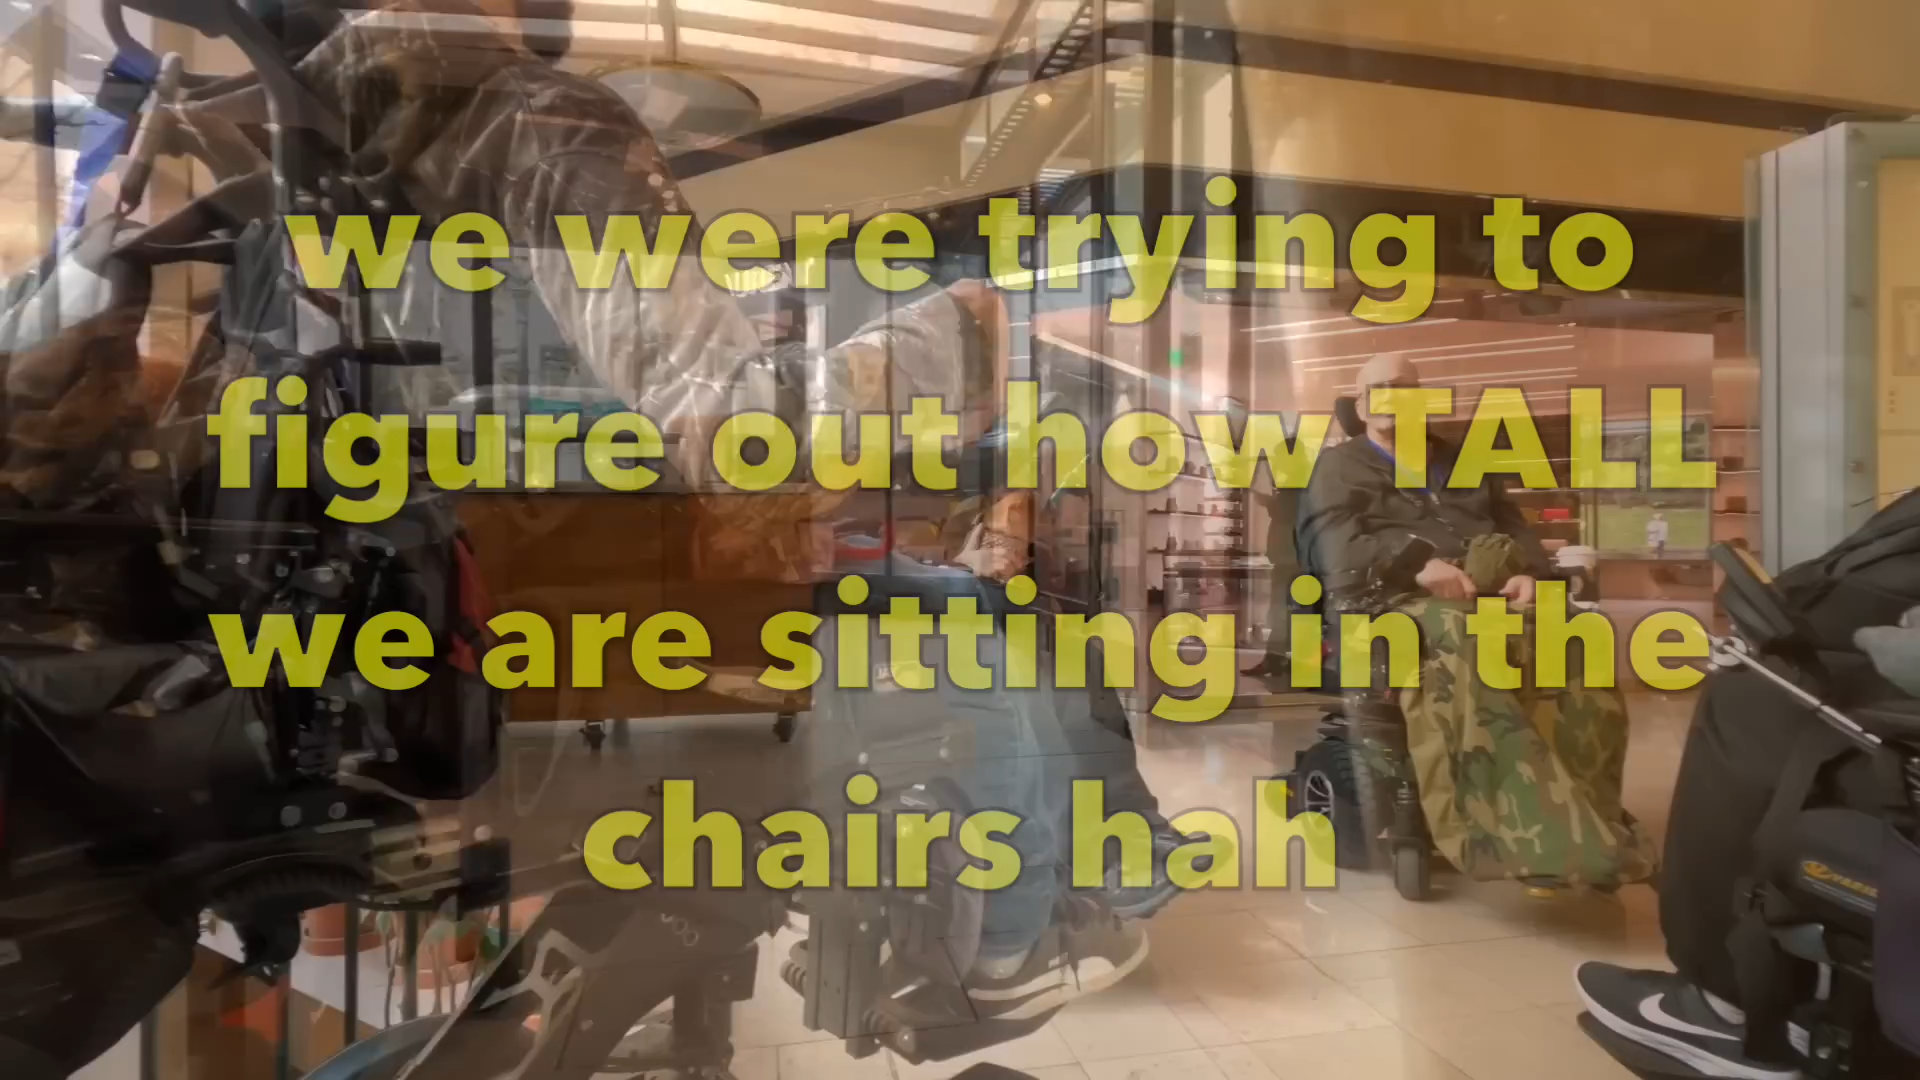 we were trying to
figure out how TALL
we are sitting in the
chairs hah